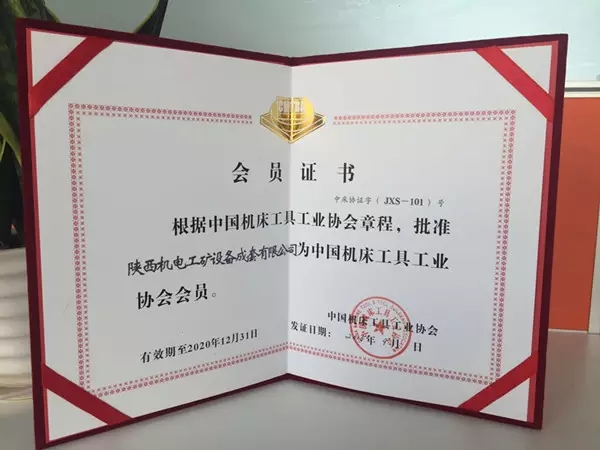 会员证书
中床协证字(JXS-101)号
根据中国机床工具工业协会章程，批准
陕西机电工矿设备成套有限公司为中国机床工具工业
协会会员。
中国机床工具工业协会
发证日期： 年 月 日
有效期至2020年12月31日